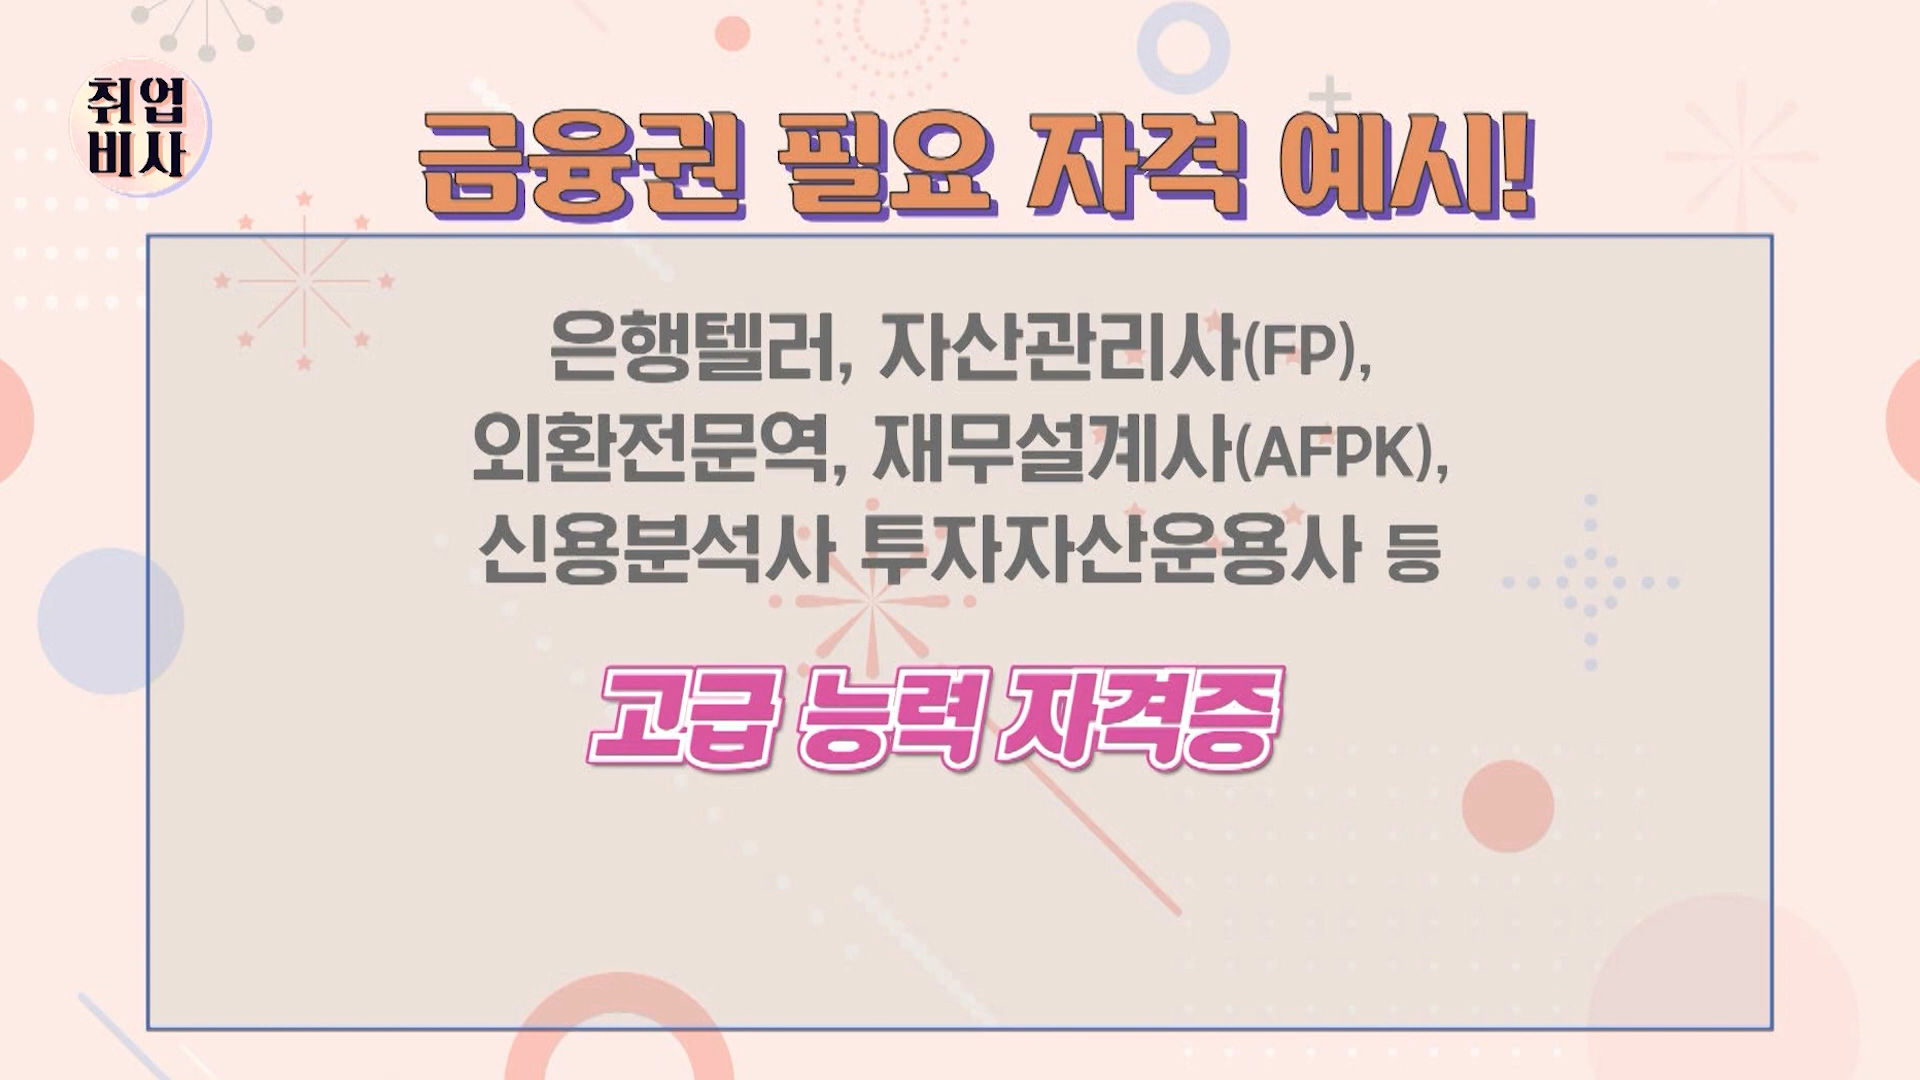 취업
비사
금융권 필요 자격 예시!
은행텔러, 자산관리사(FP),
외환전문역, 재무설계사(AFPK),
신용분석사 투자자산운용사 등
고급 능력 자격증